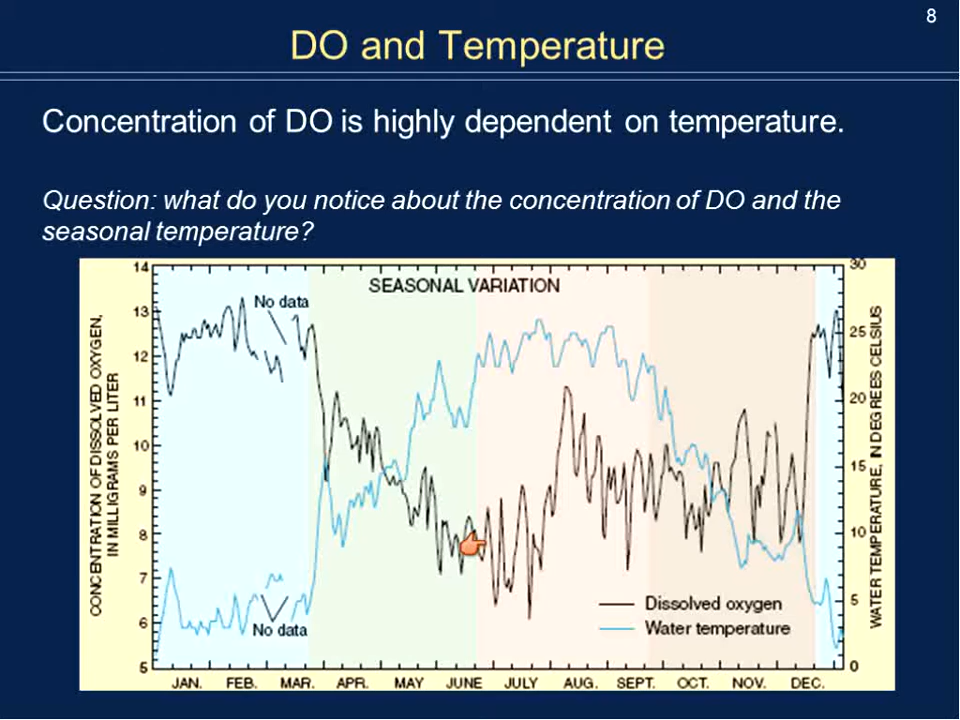 8
DO and Temperature
Concentration of DO is highly dependent on temperature.
Question: what do you notice about the concentration of DO and the
seasonal temperature?
SEASONAL VARIATION
CONCENTRATION OF DISSOLVED OXYGEN,
IN MILLIGRAMS PER LITER
14
13
12
11
10
9
8
7
6
5
No data
No data
Dissolved oxygen
Water temperature
30
25
20
15
10
5
0
WATER TEMPERATURE, IN DEGREES CELSIUS
JAN. FEB. MAR. APR. MAY JUNE JULY AUG. SEPT. OCT. NOV. DEC.